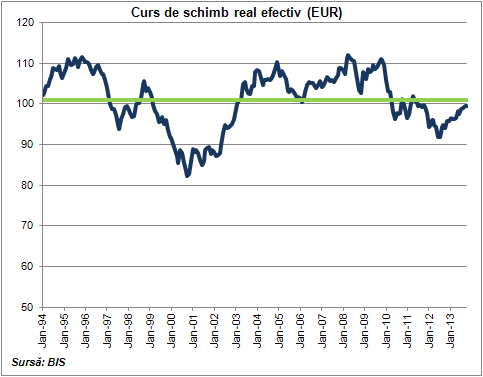 Curs de schimb real efectiv (EUR)
120
110
100
90
80
70
60
50
Jan-94
Jan-95
Jan-96
Jan-97
Jan-98
Jan-99
Jan-00
Jan-01
Jan-02
Jan-03
Jan-04
Jan-05
Jan-06
Jan-07
Jan-08
Jan-09
Jan-10
Jan-11
Jan-12
Jan-13
Sursă: BIS